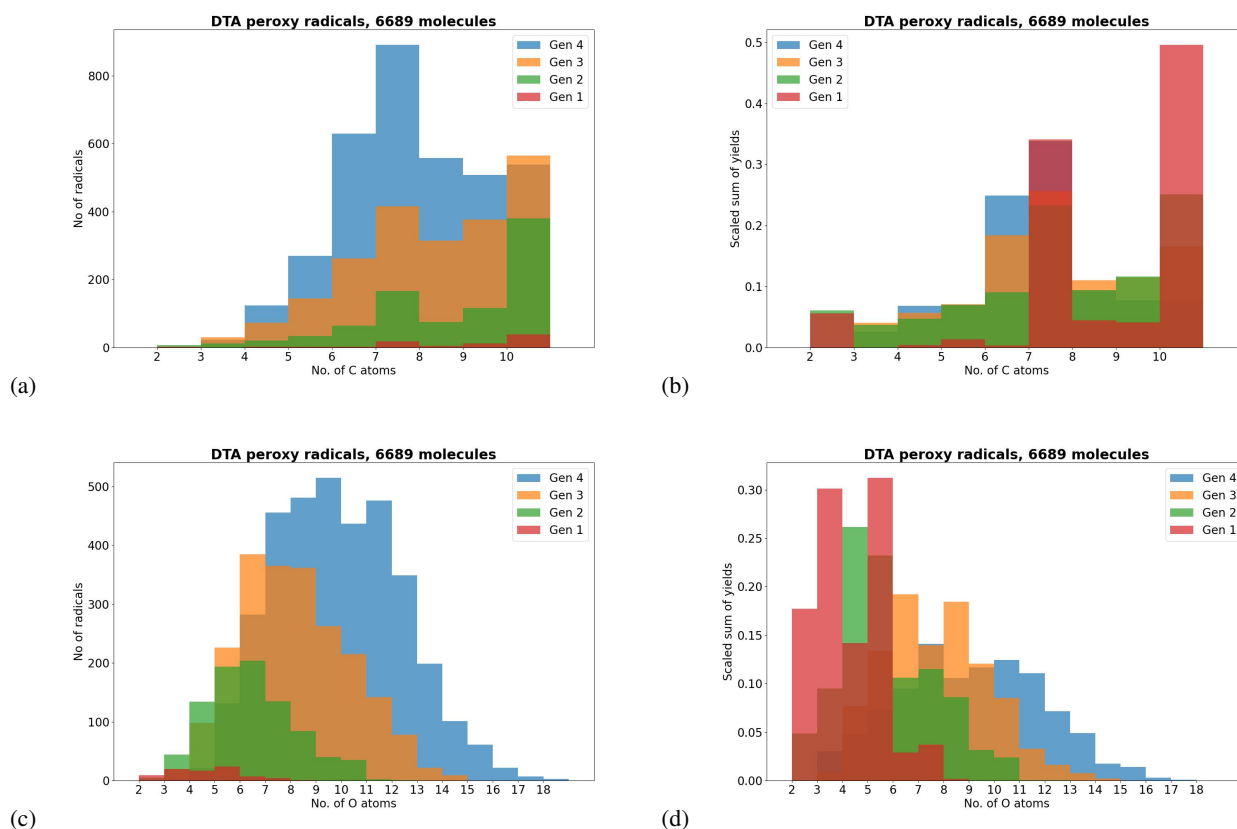 DTA peroxy radicals, 6689 molecules
Gen 4
Gen 3
Gen 2
Gen 1
800
600
400
200
0
No of radicals
2 3 4 5 6 7 8 9 10
No. of C atoms
(a)
DTA peroxy radicals, 6689 molecules
Gen 4
Gen 3
Gen 2
Gen 1
0.5
0.4
0.3
0.2
0.1
0.0
Scaled sum of yields
2 3 4 5 6 7 8 9 10
No. of C atoms
(b)
DTA peroxy radicals, 6689 molecules
Gen 4
Gen 3
Gen 2
Gen 1
500
400
300
200
100
0
No of radicals
2 3 4 5 6 7 8 9 10 11 12 13 14 15 16 17 18
No. of O atoms
(c)
DTA peroxy radicals, 6689 molecules
Gen 4
Gen 3
Gen 2
Gen 1
0.30
0.25
0.20
0.15
0.10
0.05
0.00
Scaled sum of yields
2 3 4 5 6 7 8 9 10 11 12 13 14 15 16 17 18
No. of O atoms
(d)